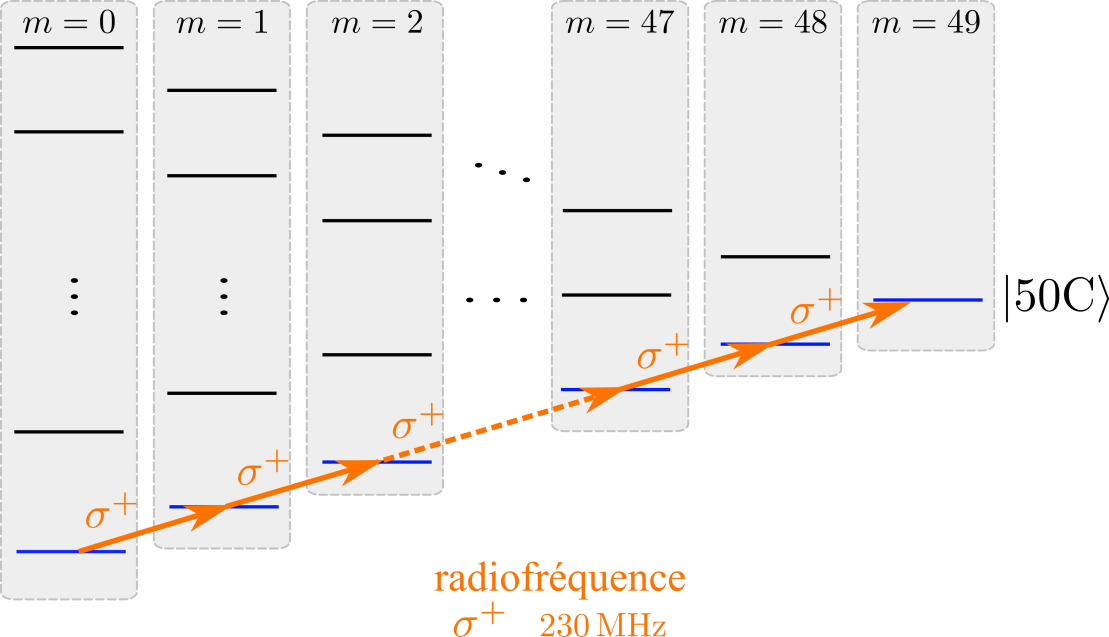 m = 0 m = 1 m = 2 m = 47 m = 48 m = 49
|50C⟩
σ⁺
σ⁺
σ⁺
σ⁺
σ⁺
radiofréquence
σ⁺ 230 MHz